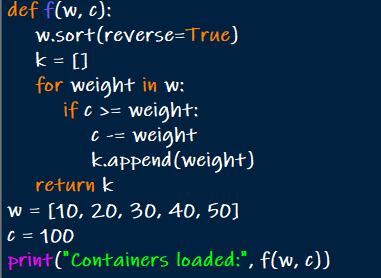 def f(w, c):
    w.sort(reverse=True)
    k = []
    for weight in w:
        if c >= weight:
            c -= weight
            k.append(weight)
    return k
w = [10, 20, 30, 40, 50]
c = 100
print("Containers loaded:", f(w, c))